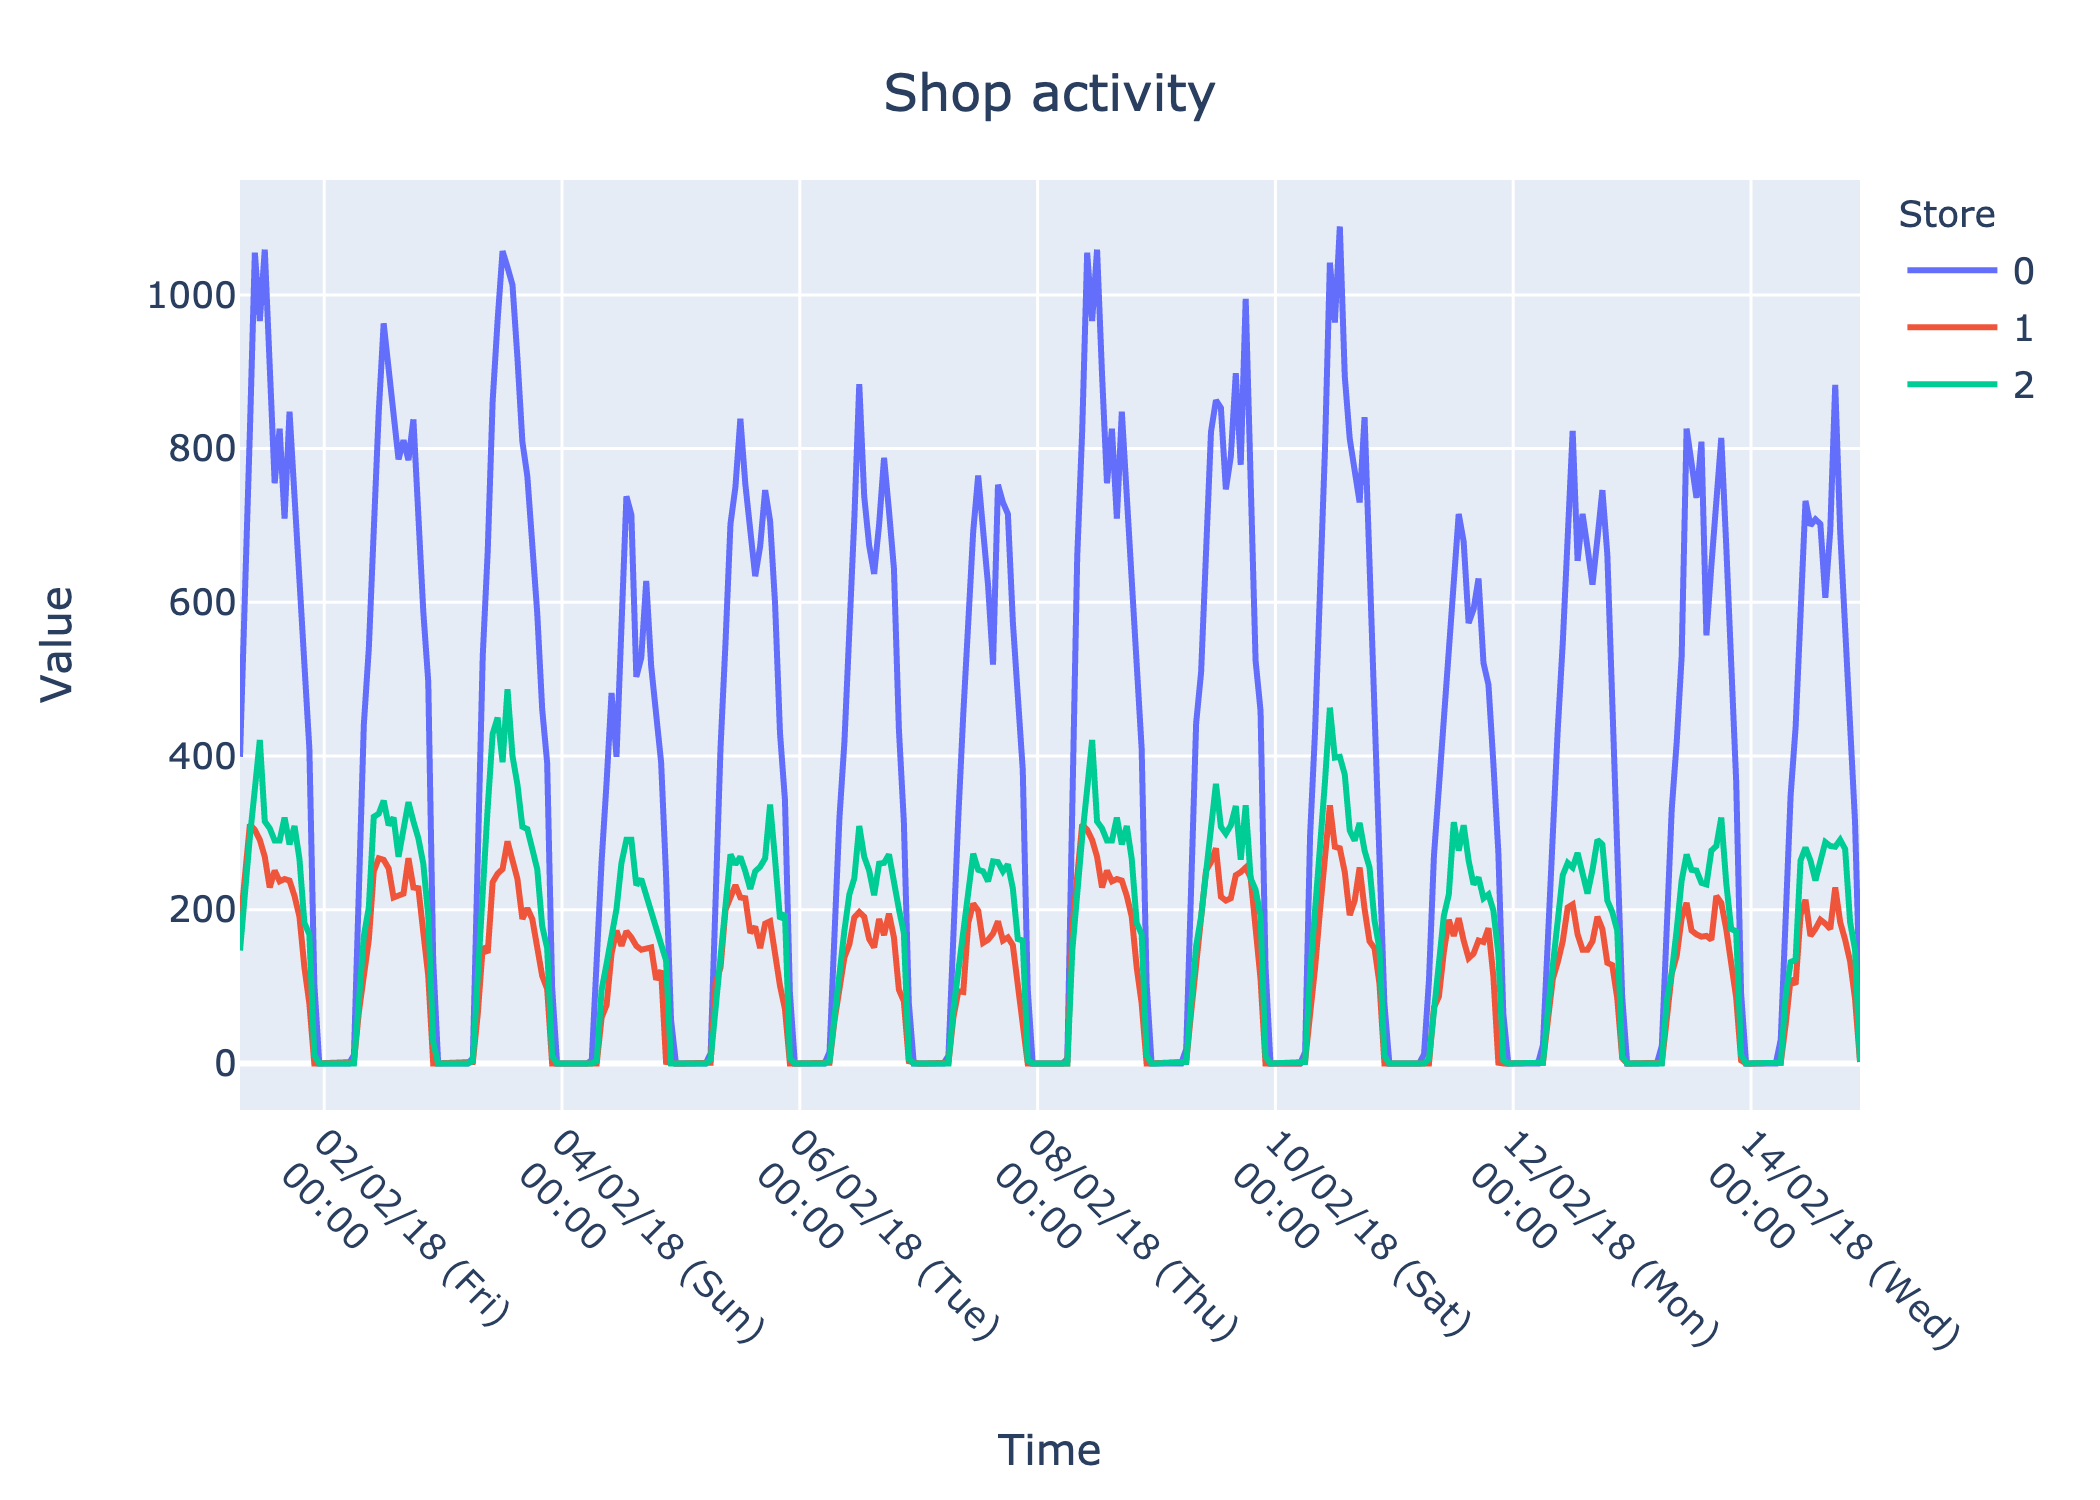 Shop activity
Store
0
1
2
Value
1000
800
600
400
200
0
02/02/18 (Fri)
00:00
04/02/18 (Sun)
00:00
06/02/18 (Tue)
00:00
08/02/18 (Thu)
00:00
10/02/18 (Sat)
00:00
12/02/18 (Mon)
00:00
14/02/18 (Wed)
00:00
Time